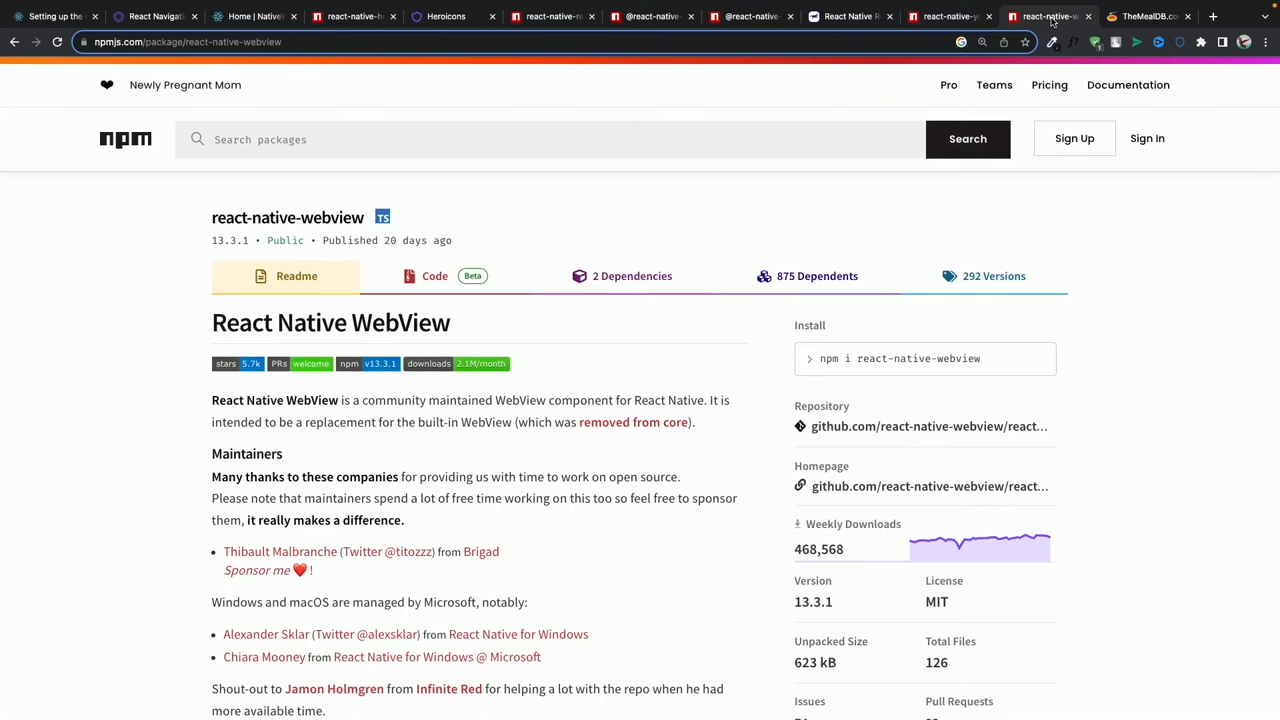 Setting up the
React Navigat
Home | NativeW
react-native-h
Heroicons
react-native-re
@react-native-
@react-native-
React Native Re
react-native-y
react-native-w
TheMealDB.co
npmjs.com/package/react-native-webview
❤ Newly Pregnant Mom
Pro Teams Pricing Documentation
npm
Search packages
Search
Sign Up
Sign In
react-native-webview TS
13.3.1 • Public • Published 20 days ago
Readme
Code Beta
2 Dependencies
875 Dependents
292 Versions
React Native WebView
stars 5.7k PRs welcome npm v13.3.1 downloads 2.1M/month
React Native WebView is a community maintained WebView component for React Native. It is
intended to be a replacement for the built-in WebView (which was removed from core).
Maintainers
Many thanks to these companies for providing us with time to work on open source.
Please note that maintainers spend a lot of free time working on this too so feel free to sponsor
them, it really makes a difference.
• Thibault Malbranche (Twitter @titozzz) from Brigad
Sponsor me ❤️ !
Windows and macOS are managed by Microsoft, notably:
• Alexander Sklar (Twitter @alexsklar) from React Native for Windows
• Chiara Mooney from React Native for Windows @ Microsoft
Shout-out to Jamon Holmgren from Infinite Red for helping a lot with the repo when he had
more available time.
Install
> npm i react-native-webview
Repository
github.com/react-native-webview/react...
Homepage
github.com/react-native-webview/react...
Weekly Downloads
468,568
Version License
13.3.1 MIT
Unpacked Size Total Files
623 kB 126
Issues Pull Requests